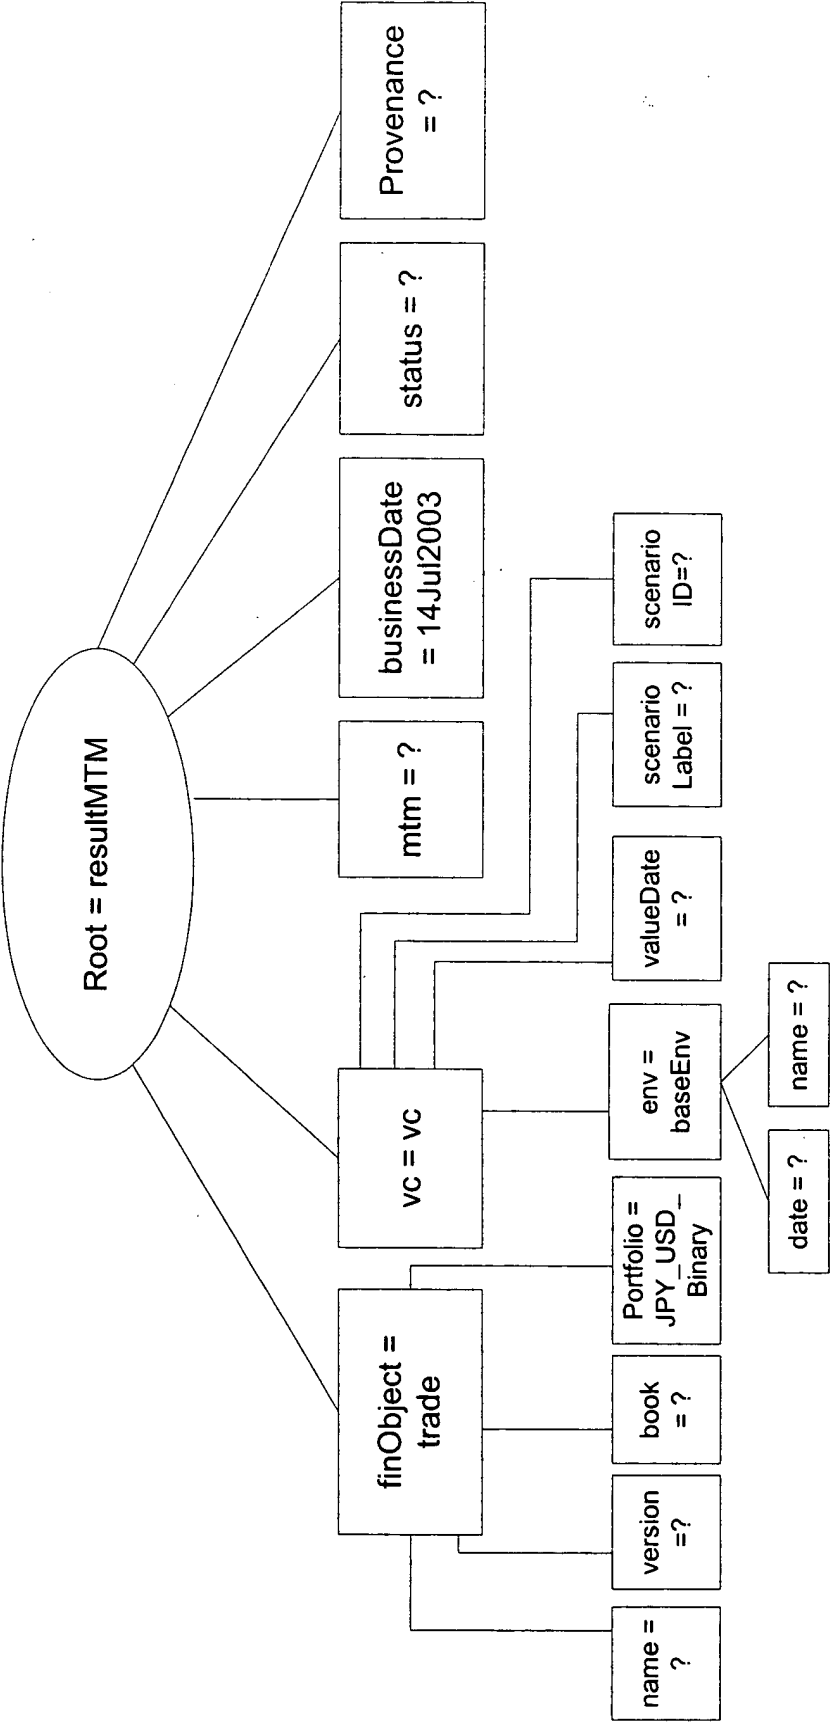 Root = resultMTM
finObject =
trade
vc = vc
mtm = ?
businessDate
= 14Jul2003
status = ?
Provenance
= ?
name =
?
version
=?
book
= ?
Portfolio =
JPY_USD_
Binary
env =
baseEnv
valueDate
= ?
scenario
Label = ?
scenario
ID=?
date = ?
name = ?